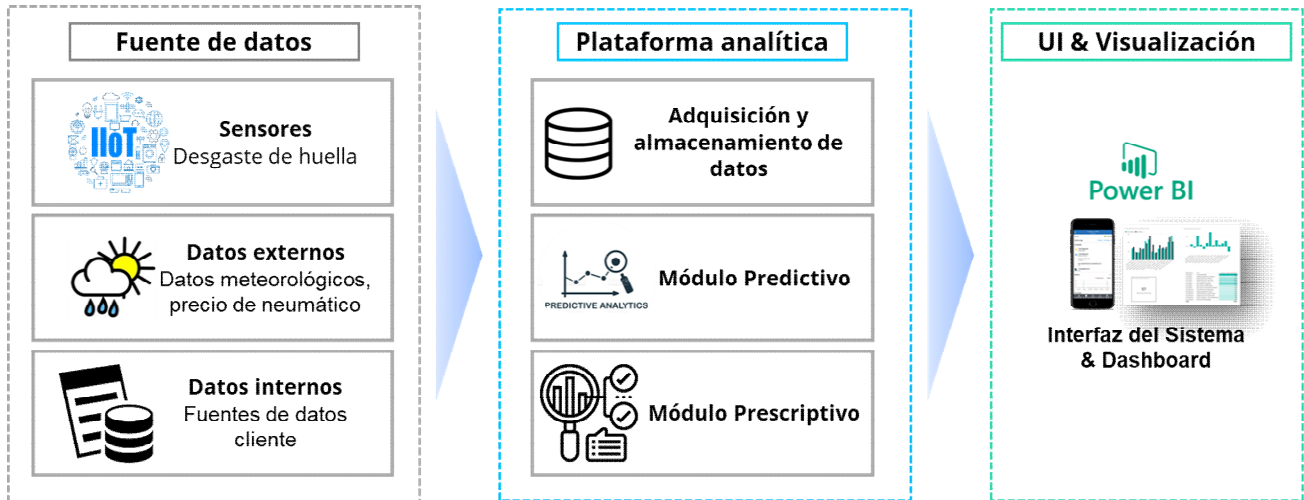 Fuente de datos
IIoT
Sensores
Desgaste de huella
Datos externos
Datos meteorológicos,
precio de neumático
Datos internos
Fuentes de datos
cliente
Plataforma analítica
Adquisición y
almacenamiento de
datos
PREDICTIVE ANALYTICS
Módulo Predictivo
Módulo Prescriptivo
UI & Visualización
Power BI
Interfaz del Sistema
& Dashboard